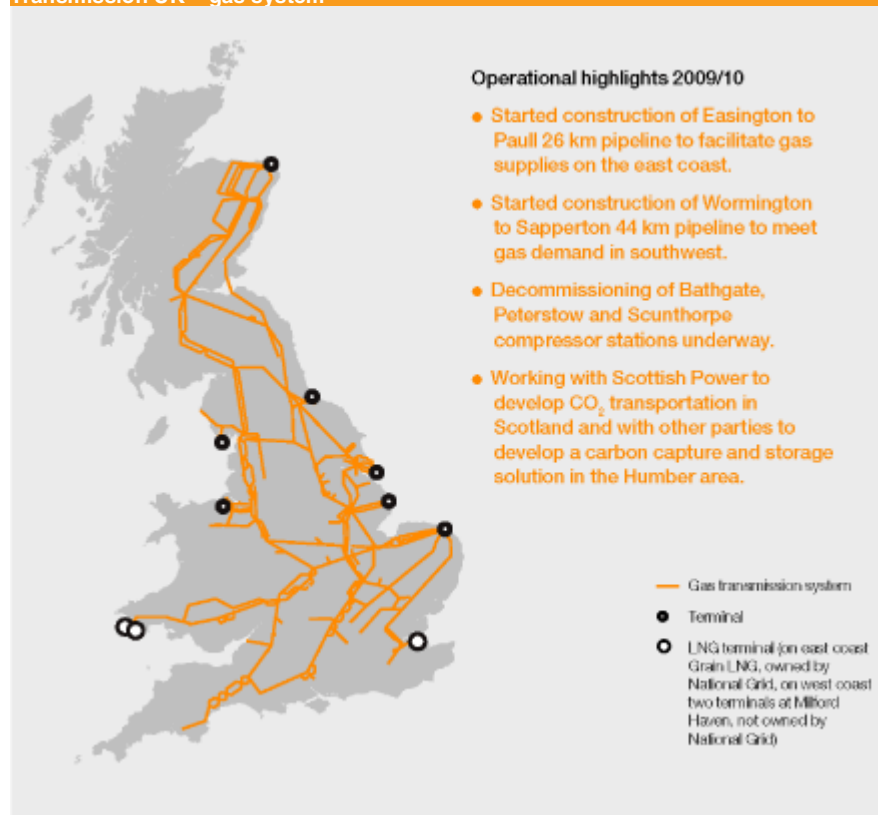 Transmission UK – gas system
Operational highlights 2009/10
● Started construction of Easington to
Paull 26 km pipeline to facilitate gas
supplies on the east coast.
● Started construction of Wormington
to Sapperton 44 km pipeline to meet
gas demand in southwest.
● Decommissioning of Bathgate,
Peterstow and Scunthorpe
compressor stations underway.
● Working with Scottish Power to
develop CO₂ transportation in
Scotland and with other parties to
develop a carbon capture and storage
solution in the Humber area.
Gas transmission system
Terminal
LNG terminal (on east coast
Grain LNG, owned by
National Grid, on west coast
two terminals at Milford
Haven, not owned by
National Grid)